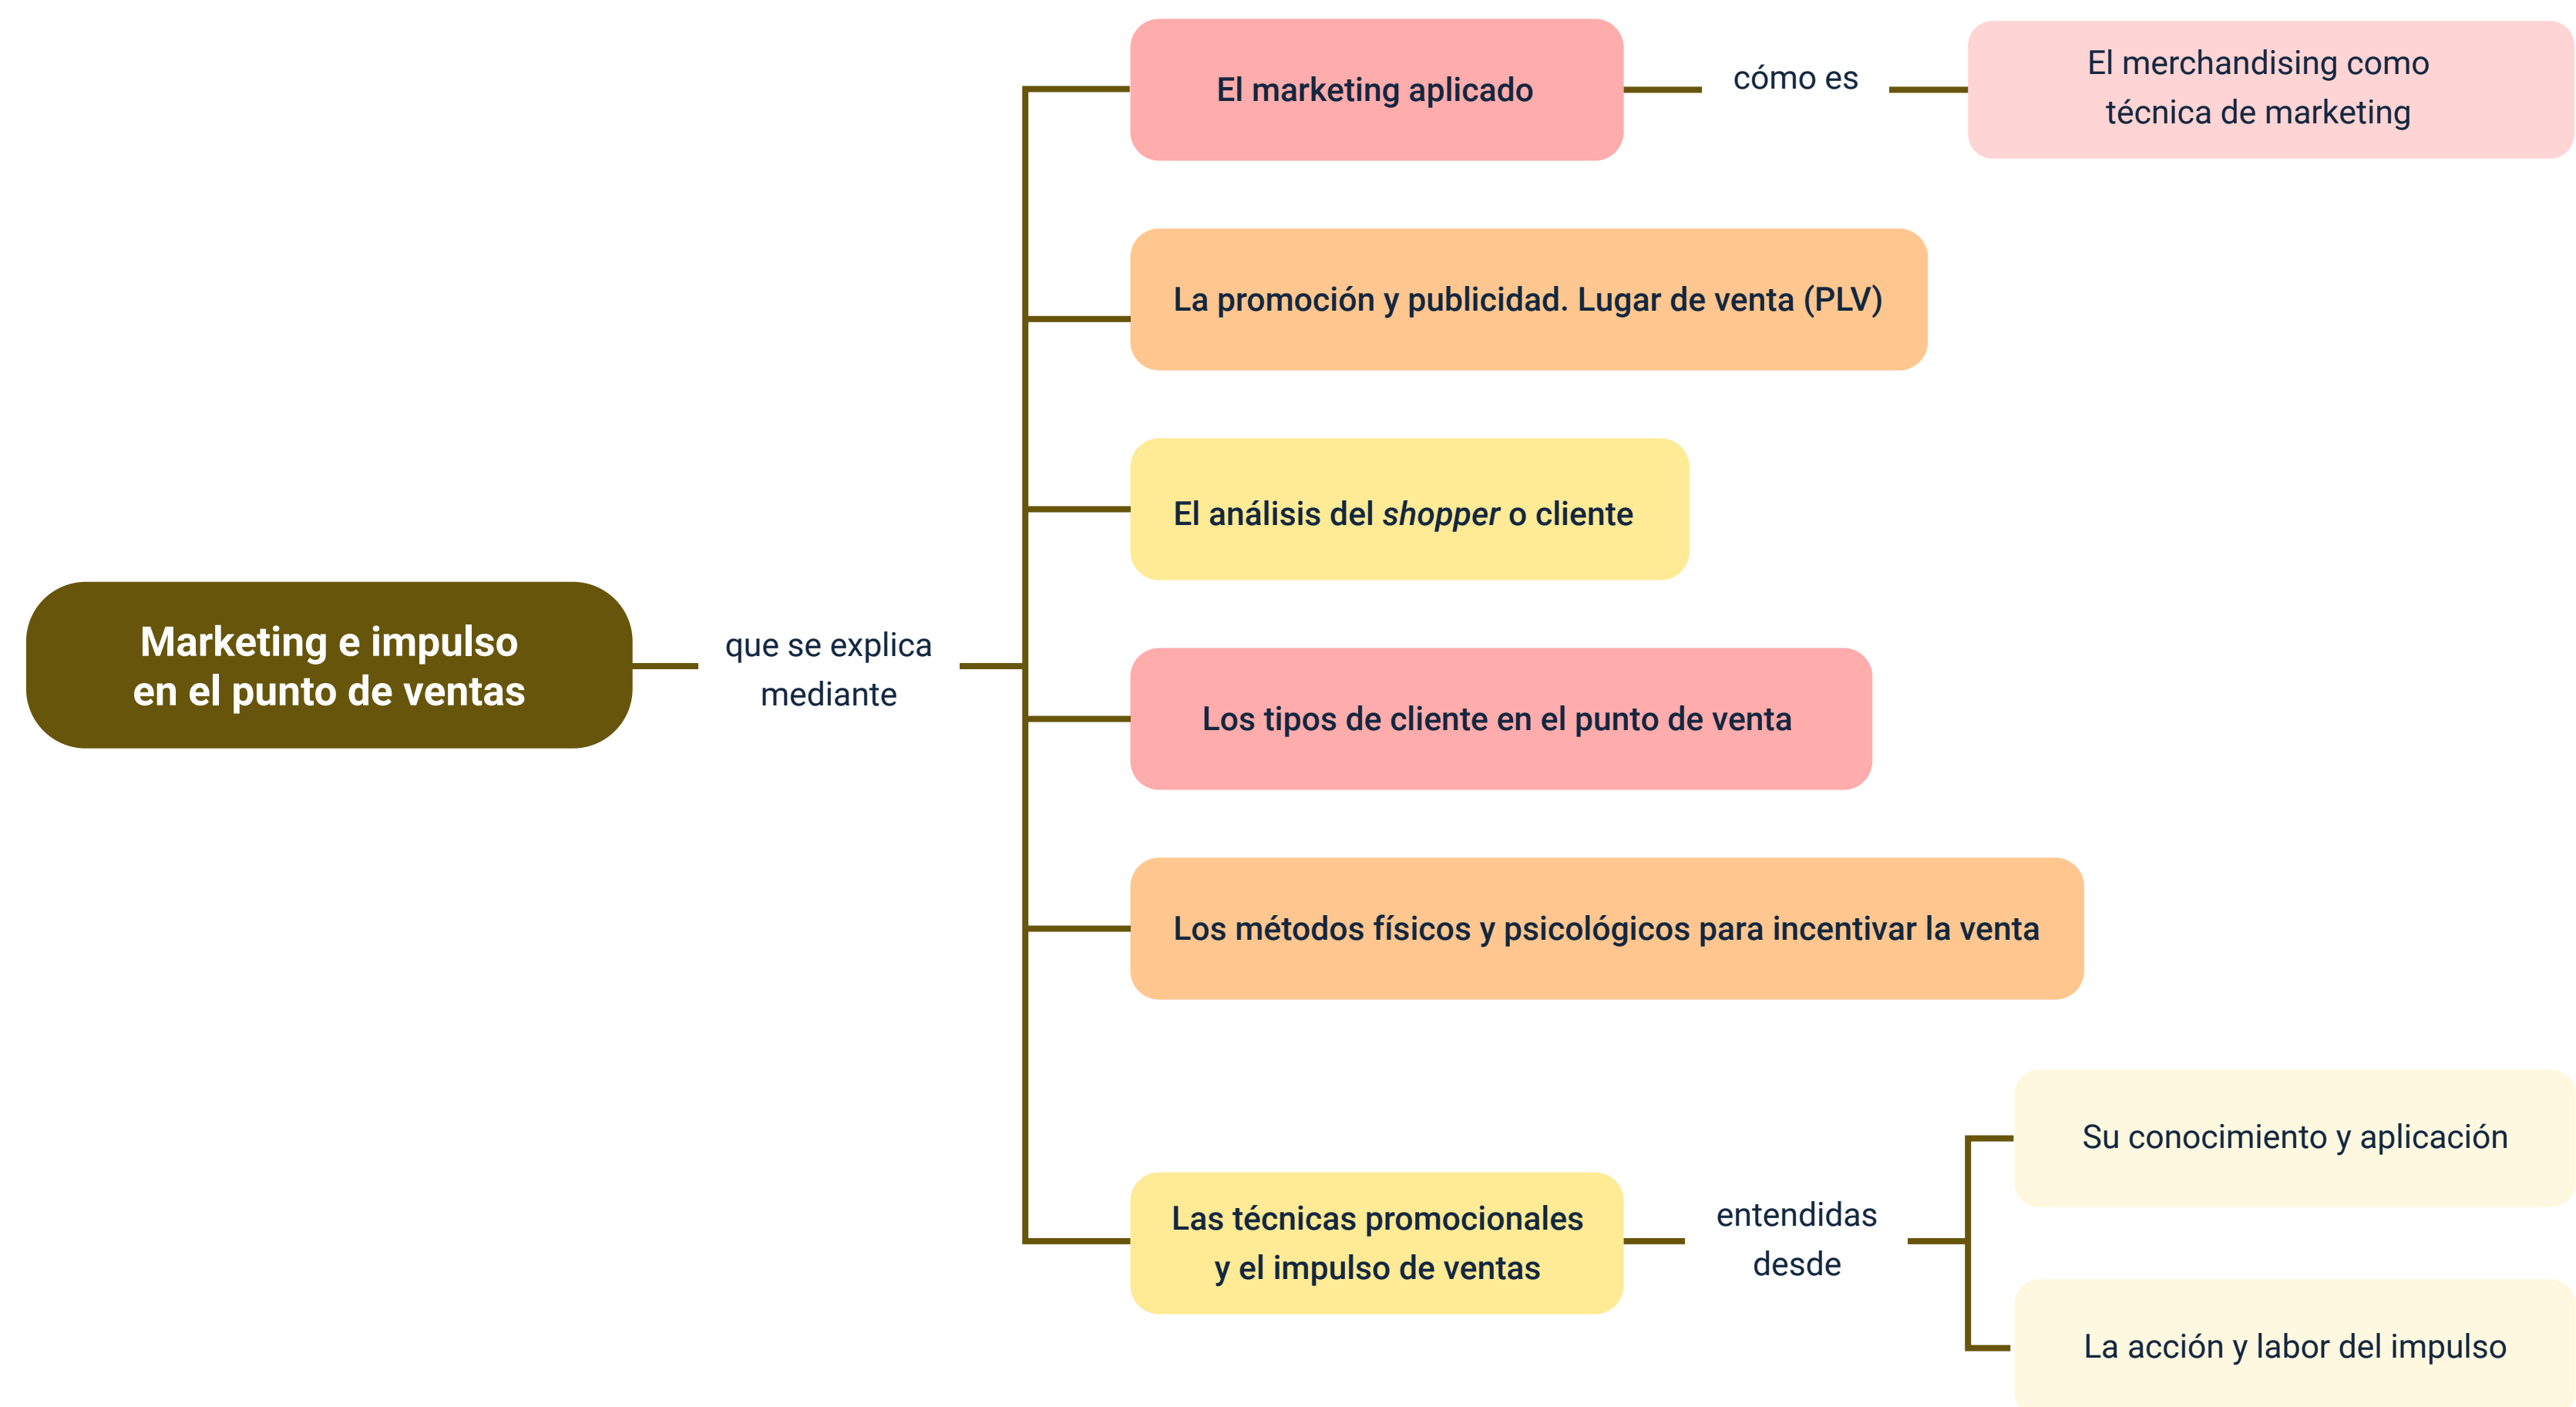 El marketing aplicado
cómo es
El merchandising como
técnica de marketing
La promoción y publicidad. Lugar de venta (PLV)
El análisis del shopper o cliente
Marketing e impulso
en el punto de ventas
que se explica
mediante
Los tipos de cliente en el punto de venta
Los métodos físicos y psicológicos para incentivar la venta
Las técnicas promocionales
y el impulso de ventas
entendidas
desde
Su conocimiento y aplicación
La acción y labor del impulso